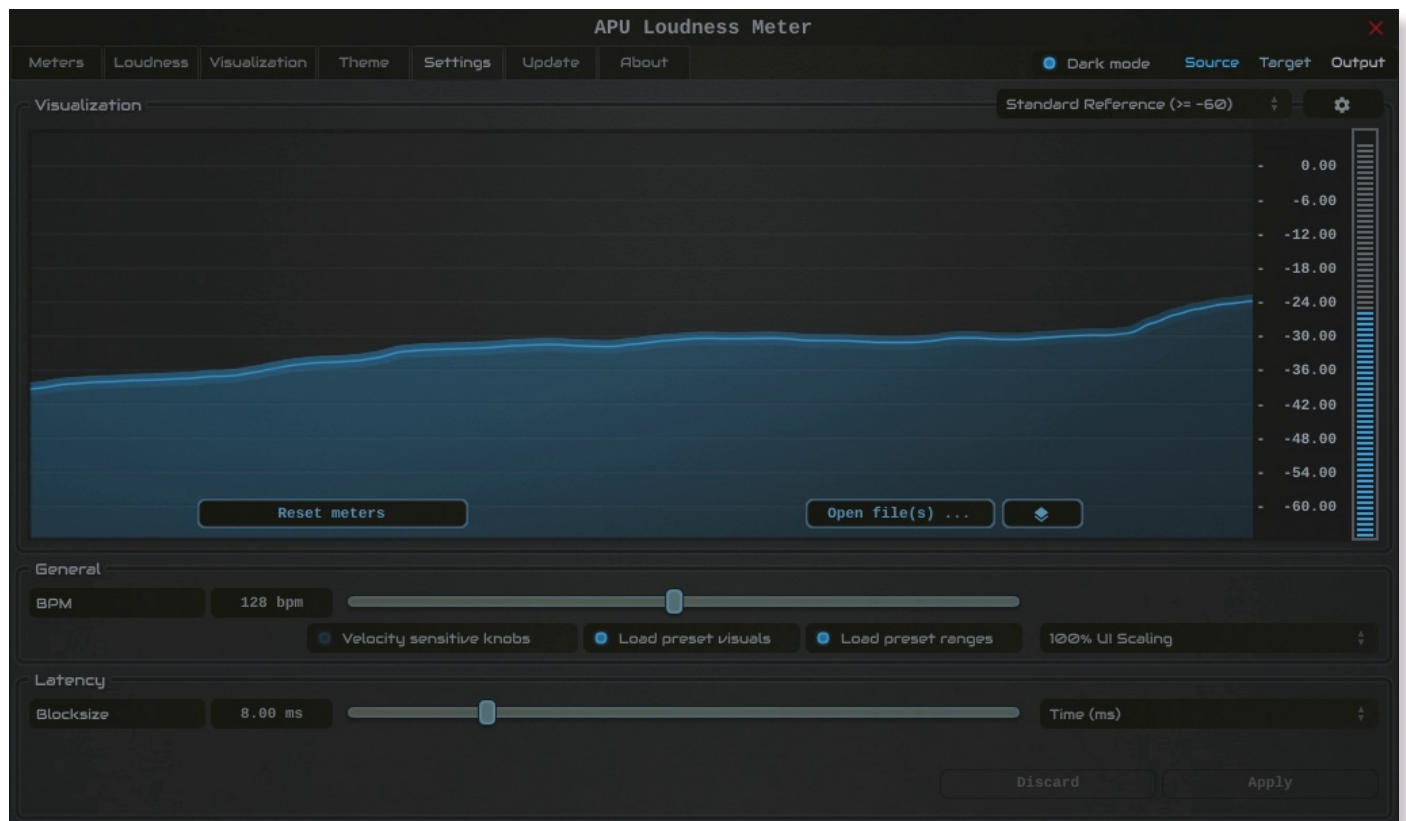 APU Loudness Meter
Meters Loudness Visualization Theme Settings Update About Dark mode Source Target Output
Visualization Standard Reference (>= -60)
- 0.00
- -6.00
- -12.00
- -18.00
- -24.00
- -30.00
- -36.00
- -42.00
- -48.00
- -54.00
- -60.00
Reset meters Open file(s) ...
General
BPM 128 bpm
Velocity sensitive knobs Load preset visuals Load preset ranges 100% UI Scaling
Latency
Blocksize 8.00 ms Time (ms)
Discard Apply